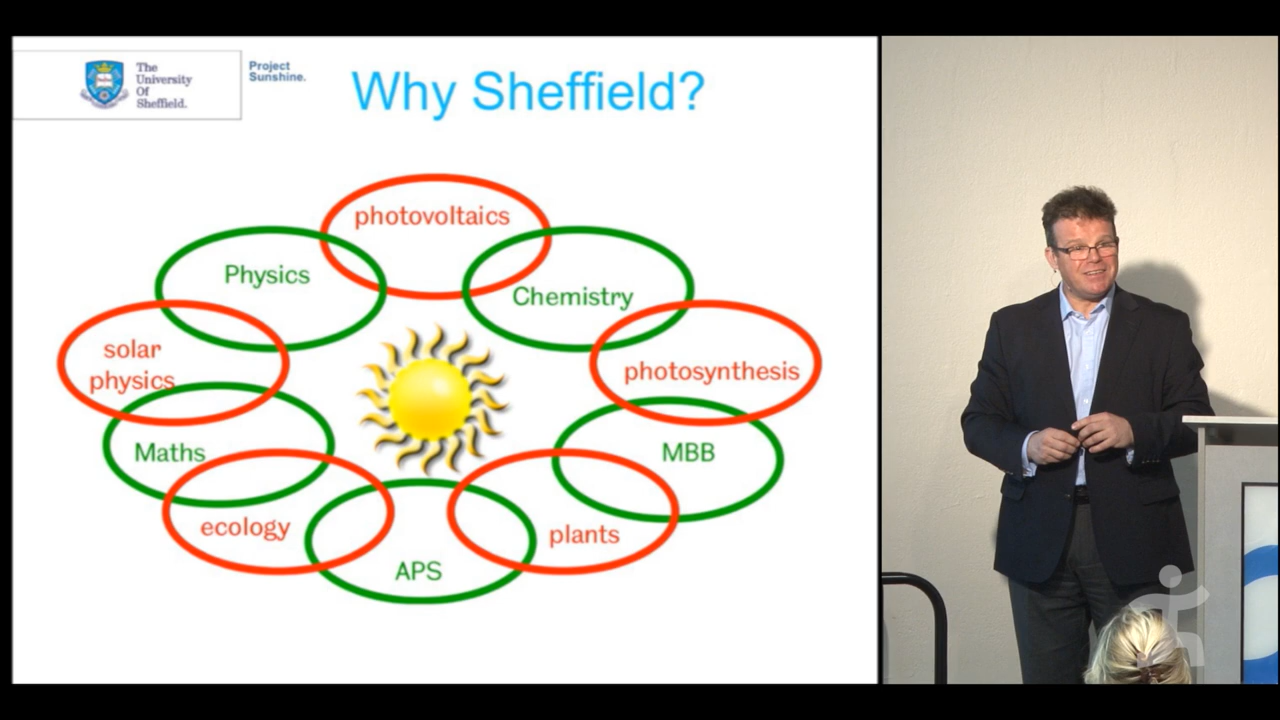 The
University
Of
Sheffield.
Project
Sunshine.
Why Sheffield?
photovoltaics
Physics
Chemistry
solar
physics
photosynthesis
Maths
MBB
ecology
plants
APS